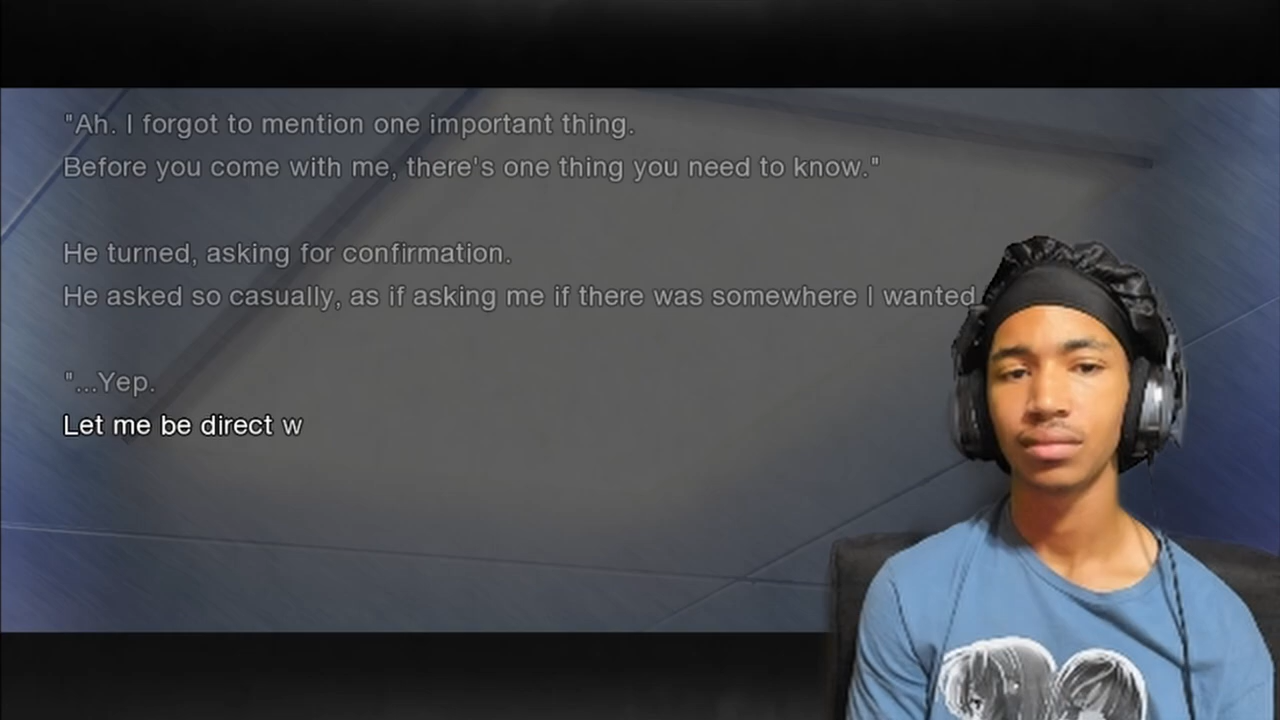 "Ah. I forgot to mention one important thing.
Before you come with me, there's one thing you need to know."
He turned, asking for confirmation.
He asked so casually, as if asking me if there was somewhere I wanted
"...Yep.
Let me be direct w